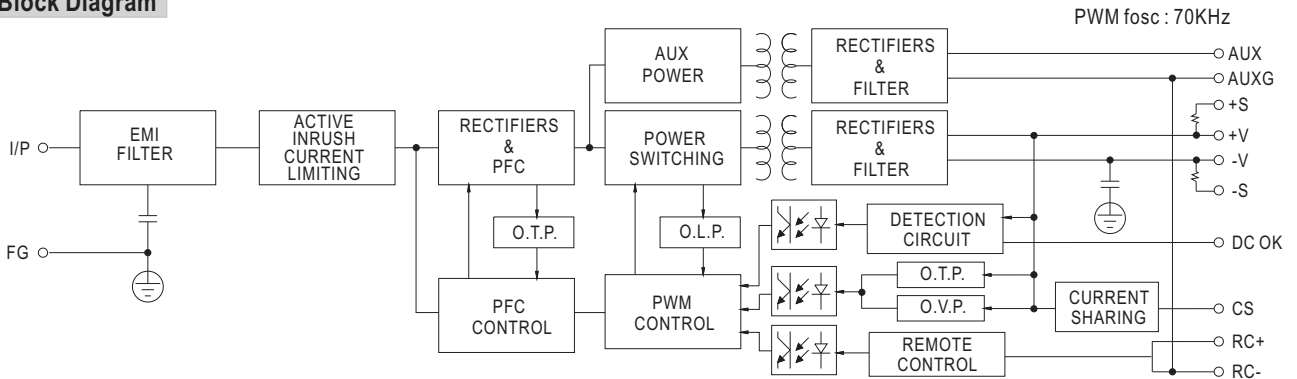 Block Diagram
PWM fosc : 70KHz
I/P
FG
EMI
FILTER
ACTIVE
INRUSH
CURRENT
LIMITING
RECTIFIERS
&
PFC
O.T.P.
PFC
CONTROL
AUX
POWER
POWER
SWITCHING
O.L.P.
PWM
CONTROL
RECTIFIERS
&
FILTER
RECTIFIERS
&
FILTER
DETECTION
CIRCUIT
O.T.P.
O.V.P.
REMOTE
CONTROL
CURRENT
SHARING
AUX
AUXG
+S
+V
-V
-S
DC OK
CS
RC+
RC-